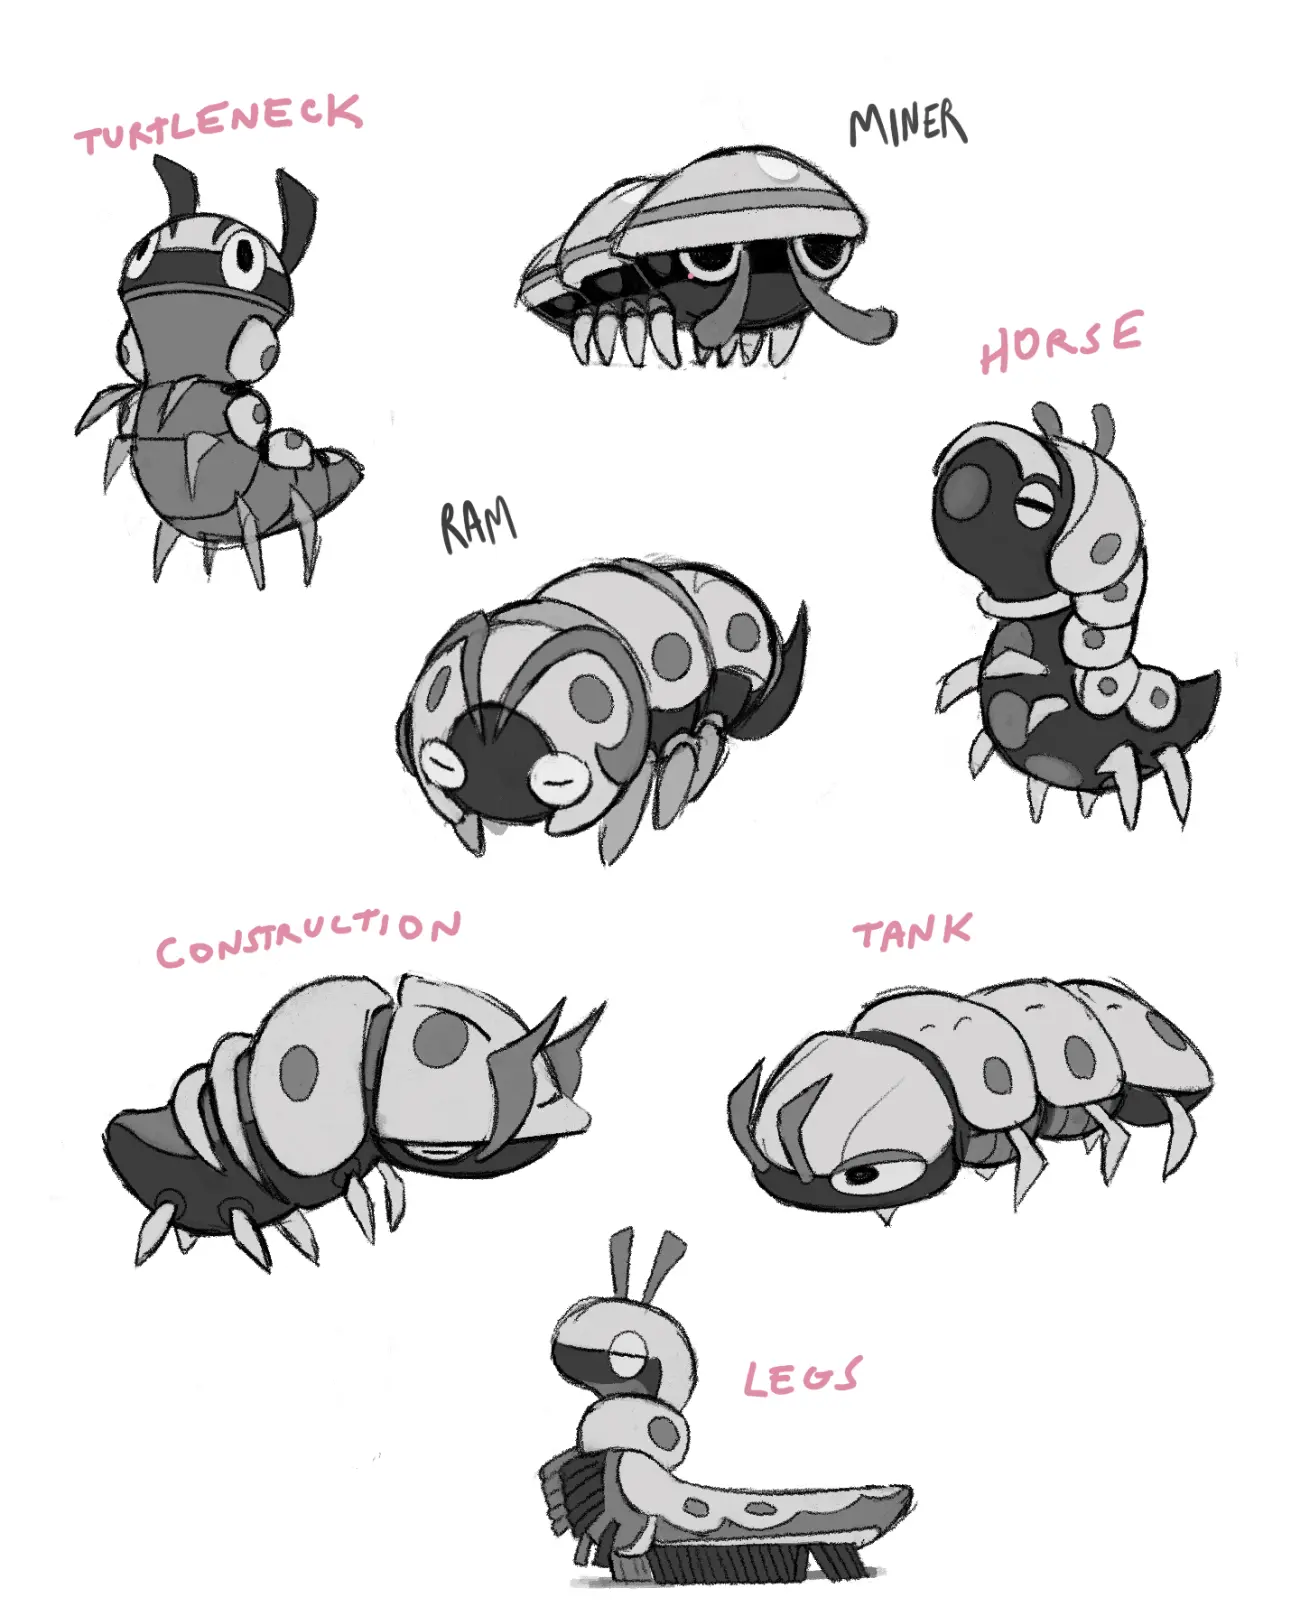 TURTLENECK
MINER
HORSE
RAM
CONSTRUCTION
TANK
LEGS